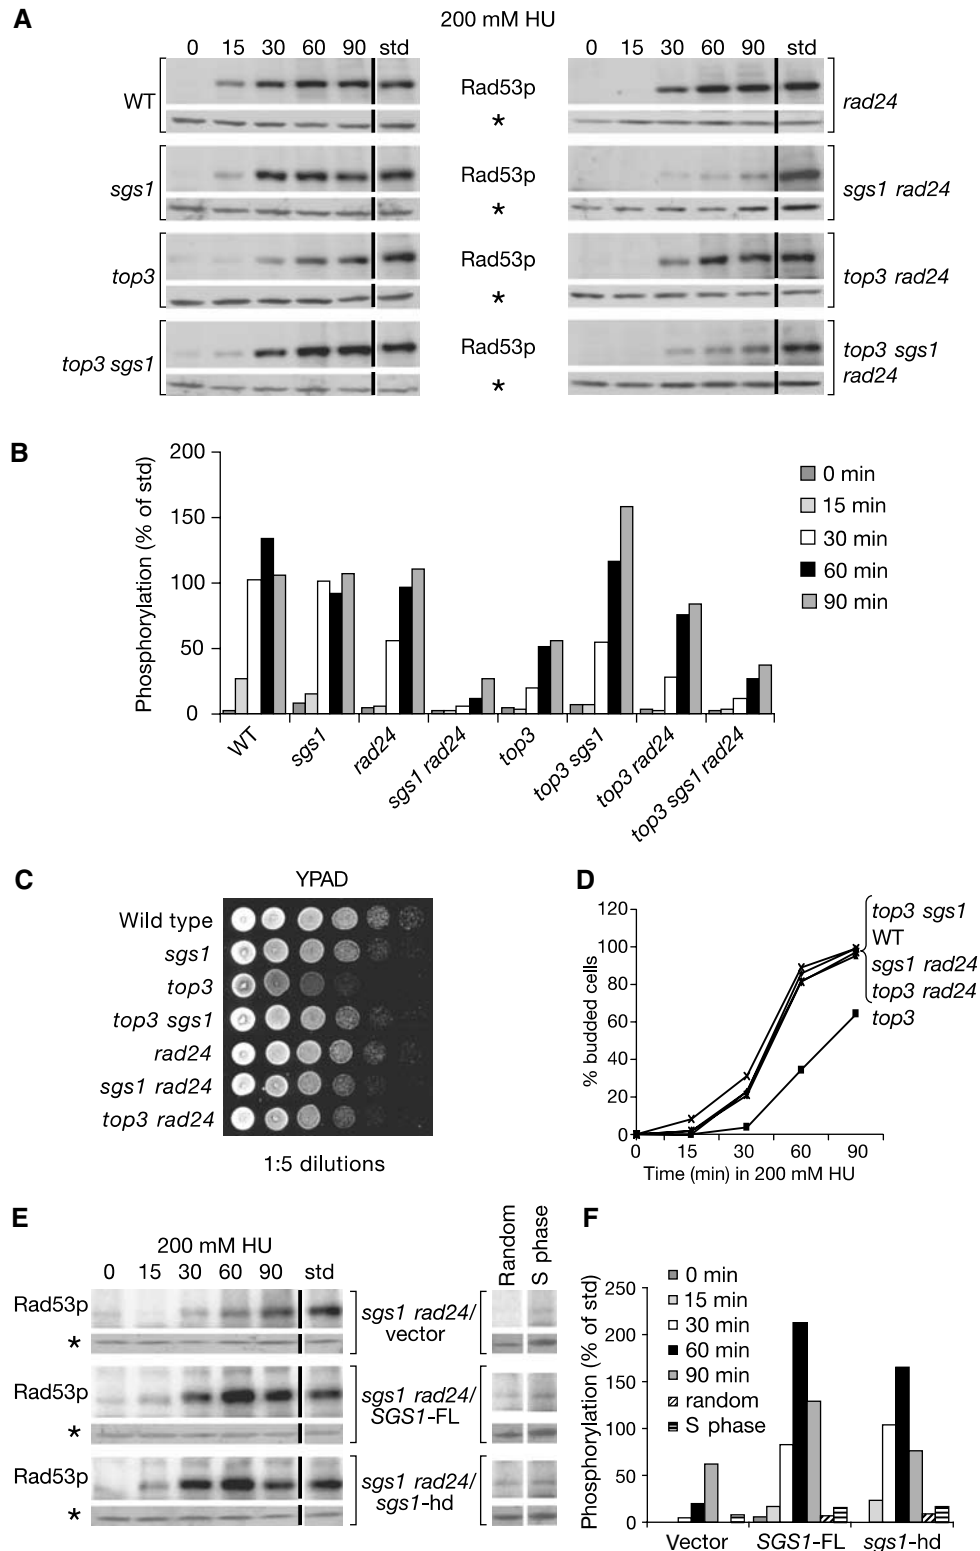 A
200 mM HU
0 15 30 60 90 std
0 15 30 60 90 std
WT
Rad53p
*
rad24
sgs1
Rad53p
*
sgs1 rad24
top3
Rad53p
*
top3 rad24
top3 sgs1
Rad53p
*
top3 sgs1
rad24
B
Phosphorylation (% of std)
200
150
100
50
0
WT
sgs1
rad24
sgs1 rad24
top3
top3 sgs1
top3 rad24
top3 sgs1 rad24
0 min
15 min
30 min
60 min
90 min
C
YPAD
Wild type
sgs1
top3
top3 sgs1
rad24
sgs1 rad24
top3 rad24
1:5 dilutions
D
% budded cells
120
100
80
60
40
20
0
0 15 30 60 90
Time (min) in 200 mM HU
top3 sgs1
WT
sgs1 rad24
top3 rad24
top3
E
200 mM HU
0 15 30 60 90 std
Random
S phase
Rad53p
*
sgs1 rad24/
vector
Rad53p
*
sgs1 rad24/
SGS1-FL
Rad53p
*
sgs1 rad24/
sgs1-hd
F
Phosphorylation (% of std)
250
200
150
100
50
0
0 min
15 min
30 min
60 min
90 min
random
S phase
Vector
SGS1-FL
sgs1-hd